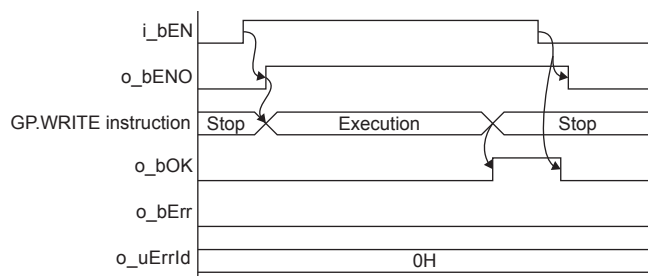 i_bEN
o_bENO
GP.WRITE instruction Stop Execution Stop
o_bOK
o_bErr
o_uErrId 0H